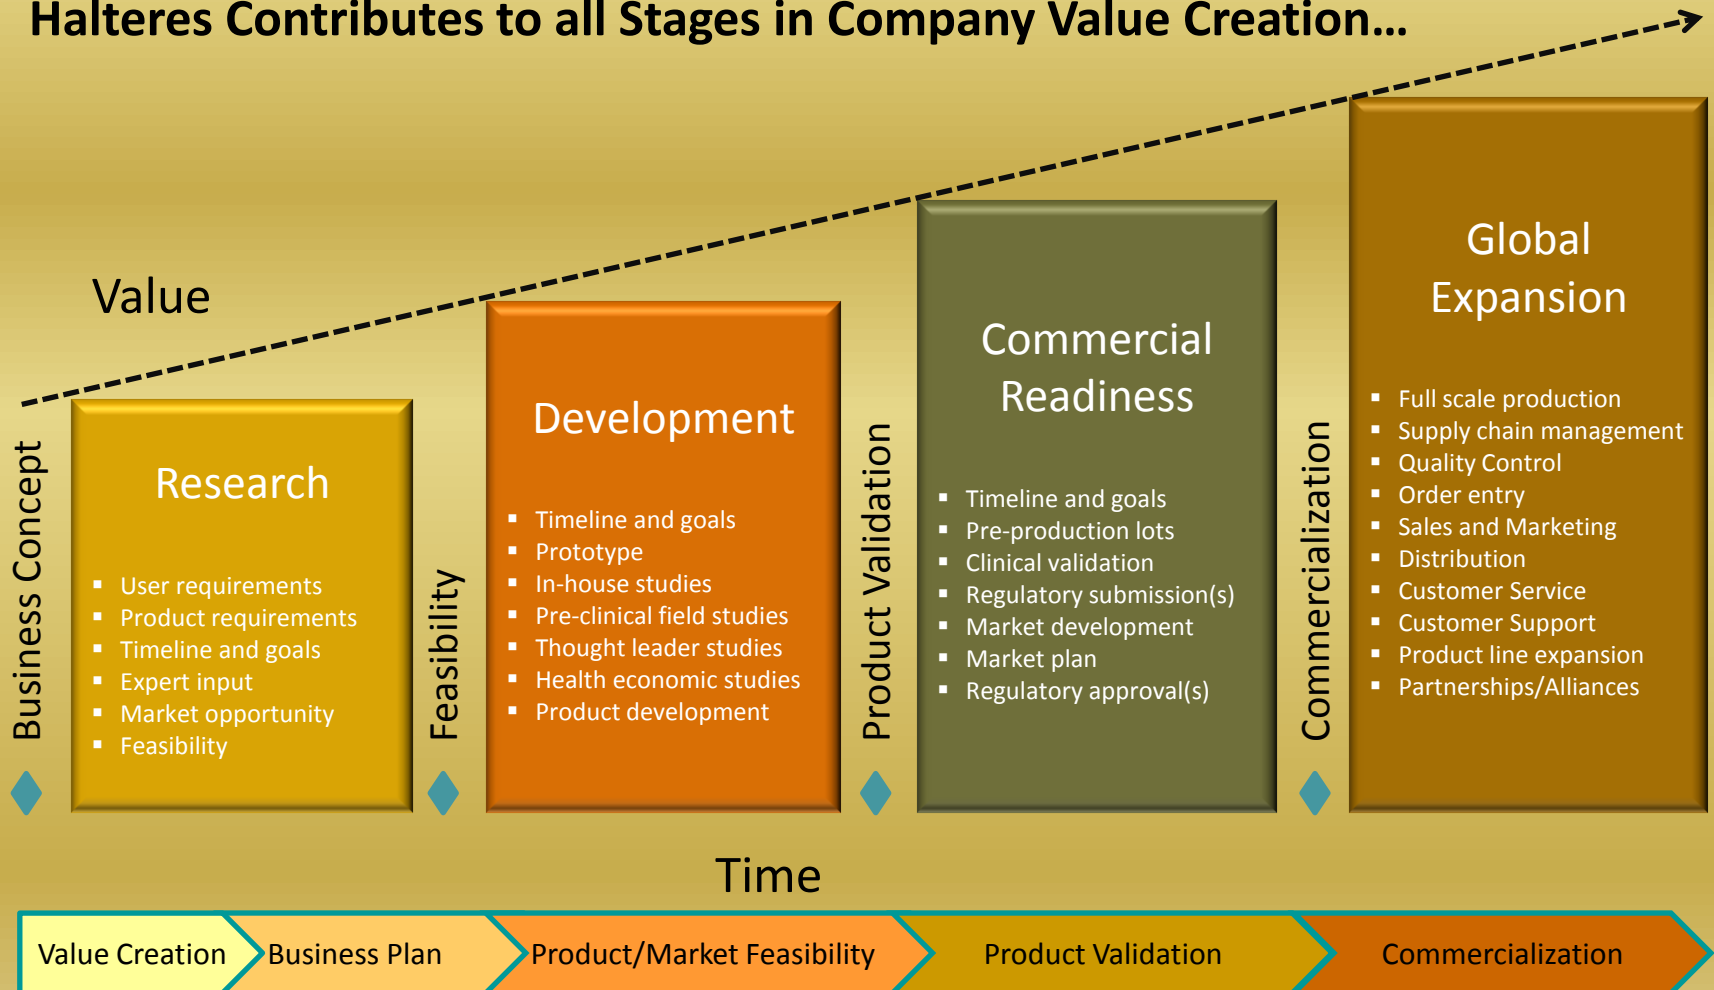 Halteres Contributes to all Stages in Company Value Creation...
Value
Business Concept
Research
▪ User requirements
▪ Product requirements
▪ Timeline and goals
▪ Expert input
▪ Market opportunity
▪ Feasibility
Feasibility
Development
▪ Timeline and goals
▪ Prototype
▪ In-house studies
▪ Pre-clinical field studies
▪ Thought leader studies
▪ Health economic studies
▪ Product development
Product Validation
Commercial
Readiness
▪ Timeline and goals
▪ Pre-production lots
▪ Clinical validation
▪ Regulatory submission(s)
▪ Market development
▪ Market plan
▪ Regulatory approval(s)
Commercialization
Global
Expansion
▪ Full scale production
▪ Supply chain management
▪ Quality Control
▪ Order entry
▪ Sales and Marketing
▪ Distribution
▪ Customer Service
▪ Customer Support
▪ Product line expansion
▪ Partnerships/Alliances
Time
Value Creation
Business Plan
Product/Market Feasibility
Product Validation
Commercialization